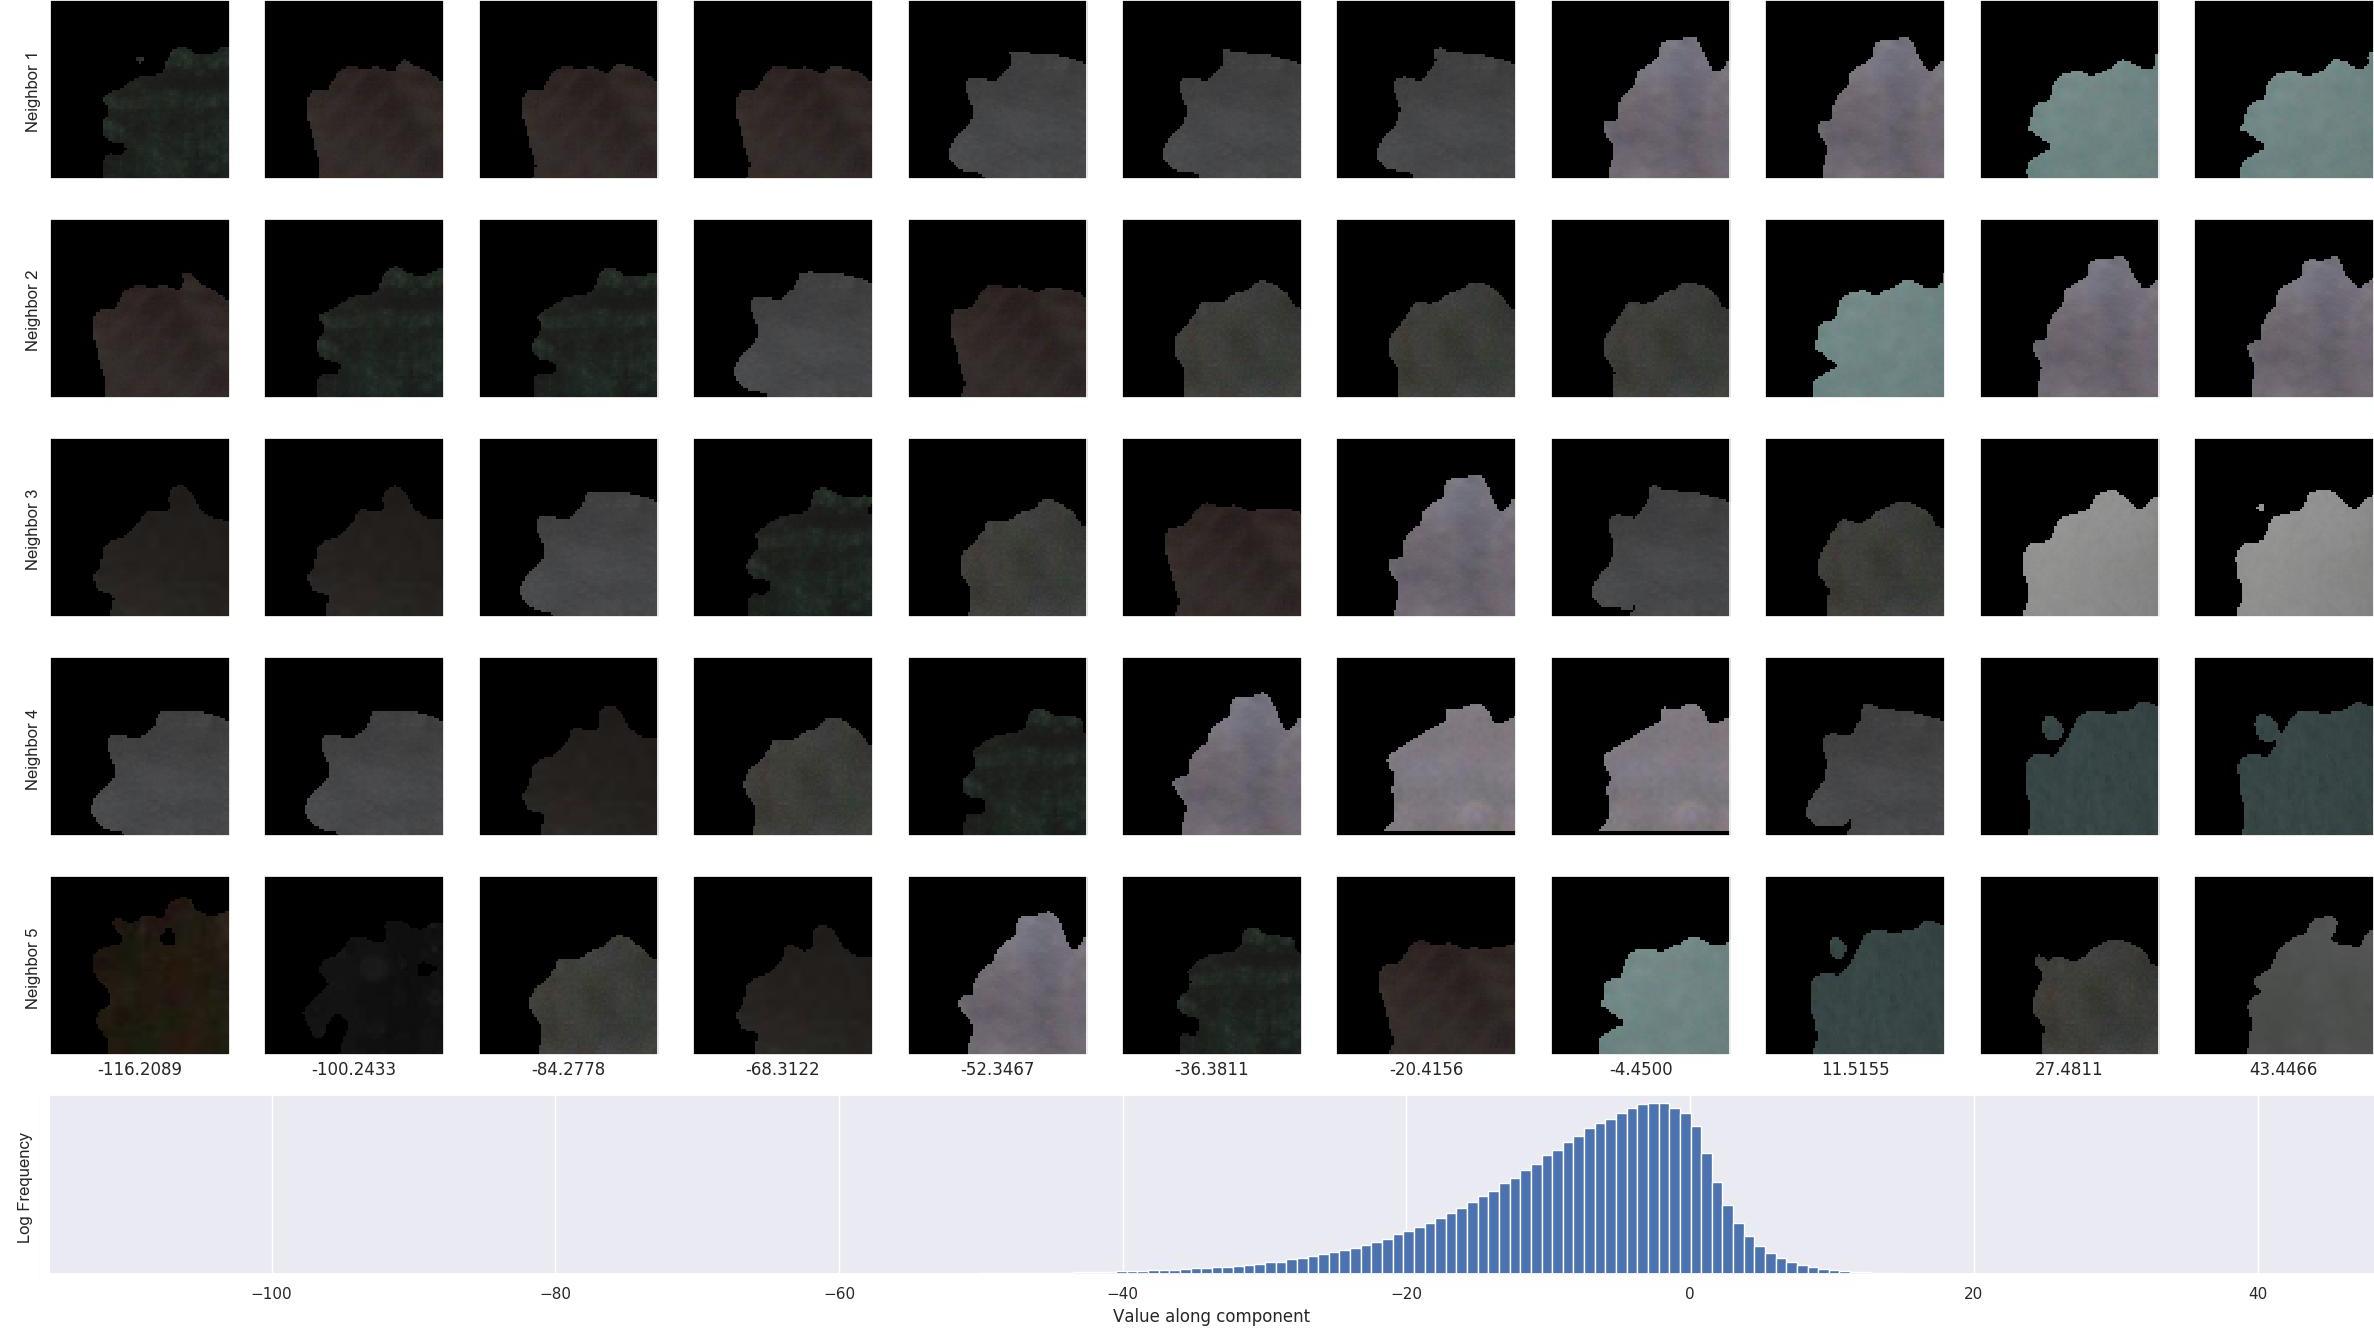 Neighbor 1
Neighbor 2
Neighbor 3
Neighbor 4
Neighbor 5
-116.2089 -100.2433 -84.2778 -68.3122 -52.3467 -36.3811 -20.4156 -4.4500 11.5155 27.4811 43.4466
Log Frequency
−100 −80 −60 −40 −20 0 20 40
Value along component